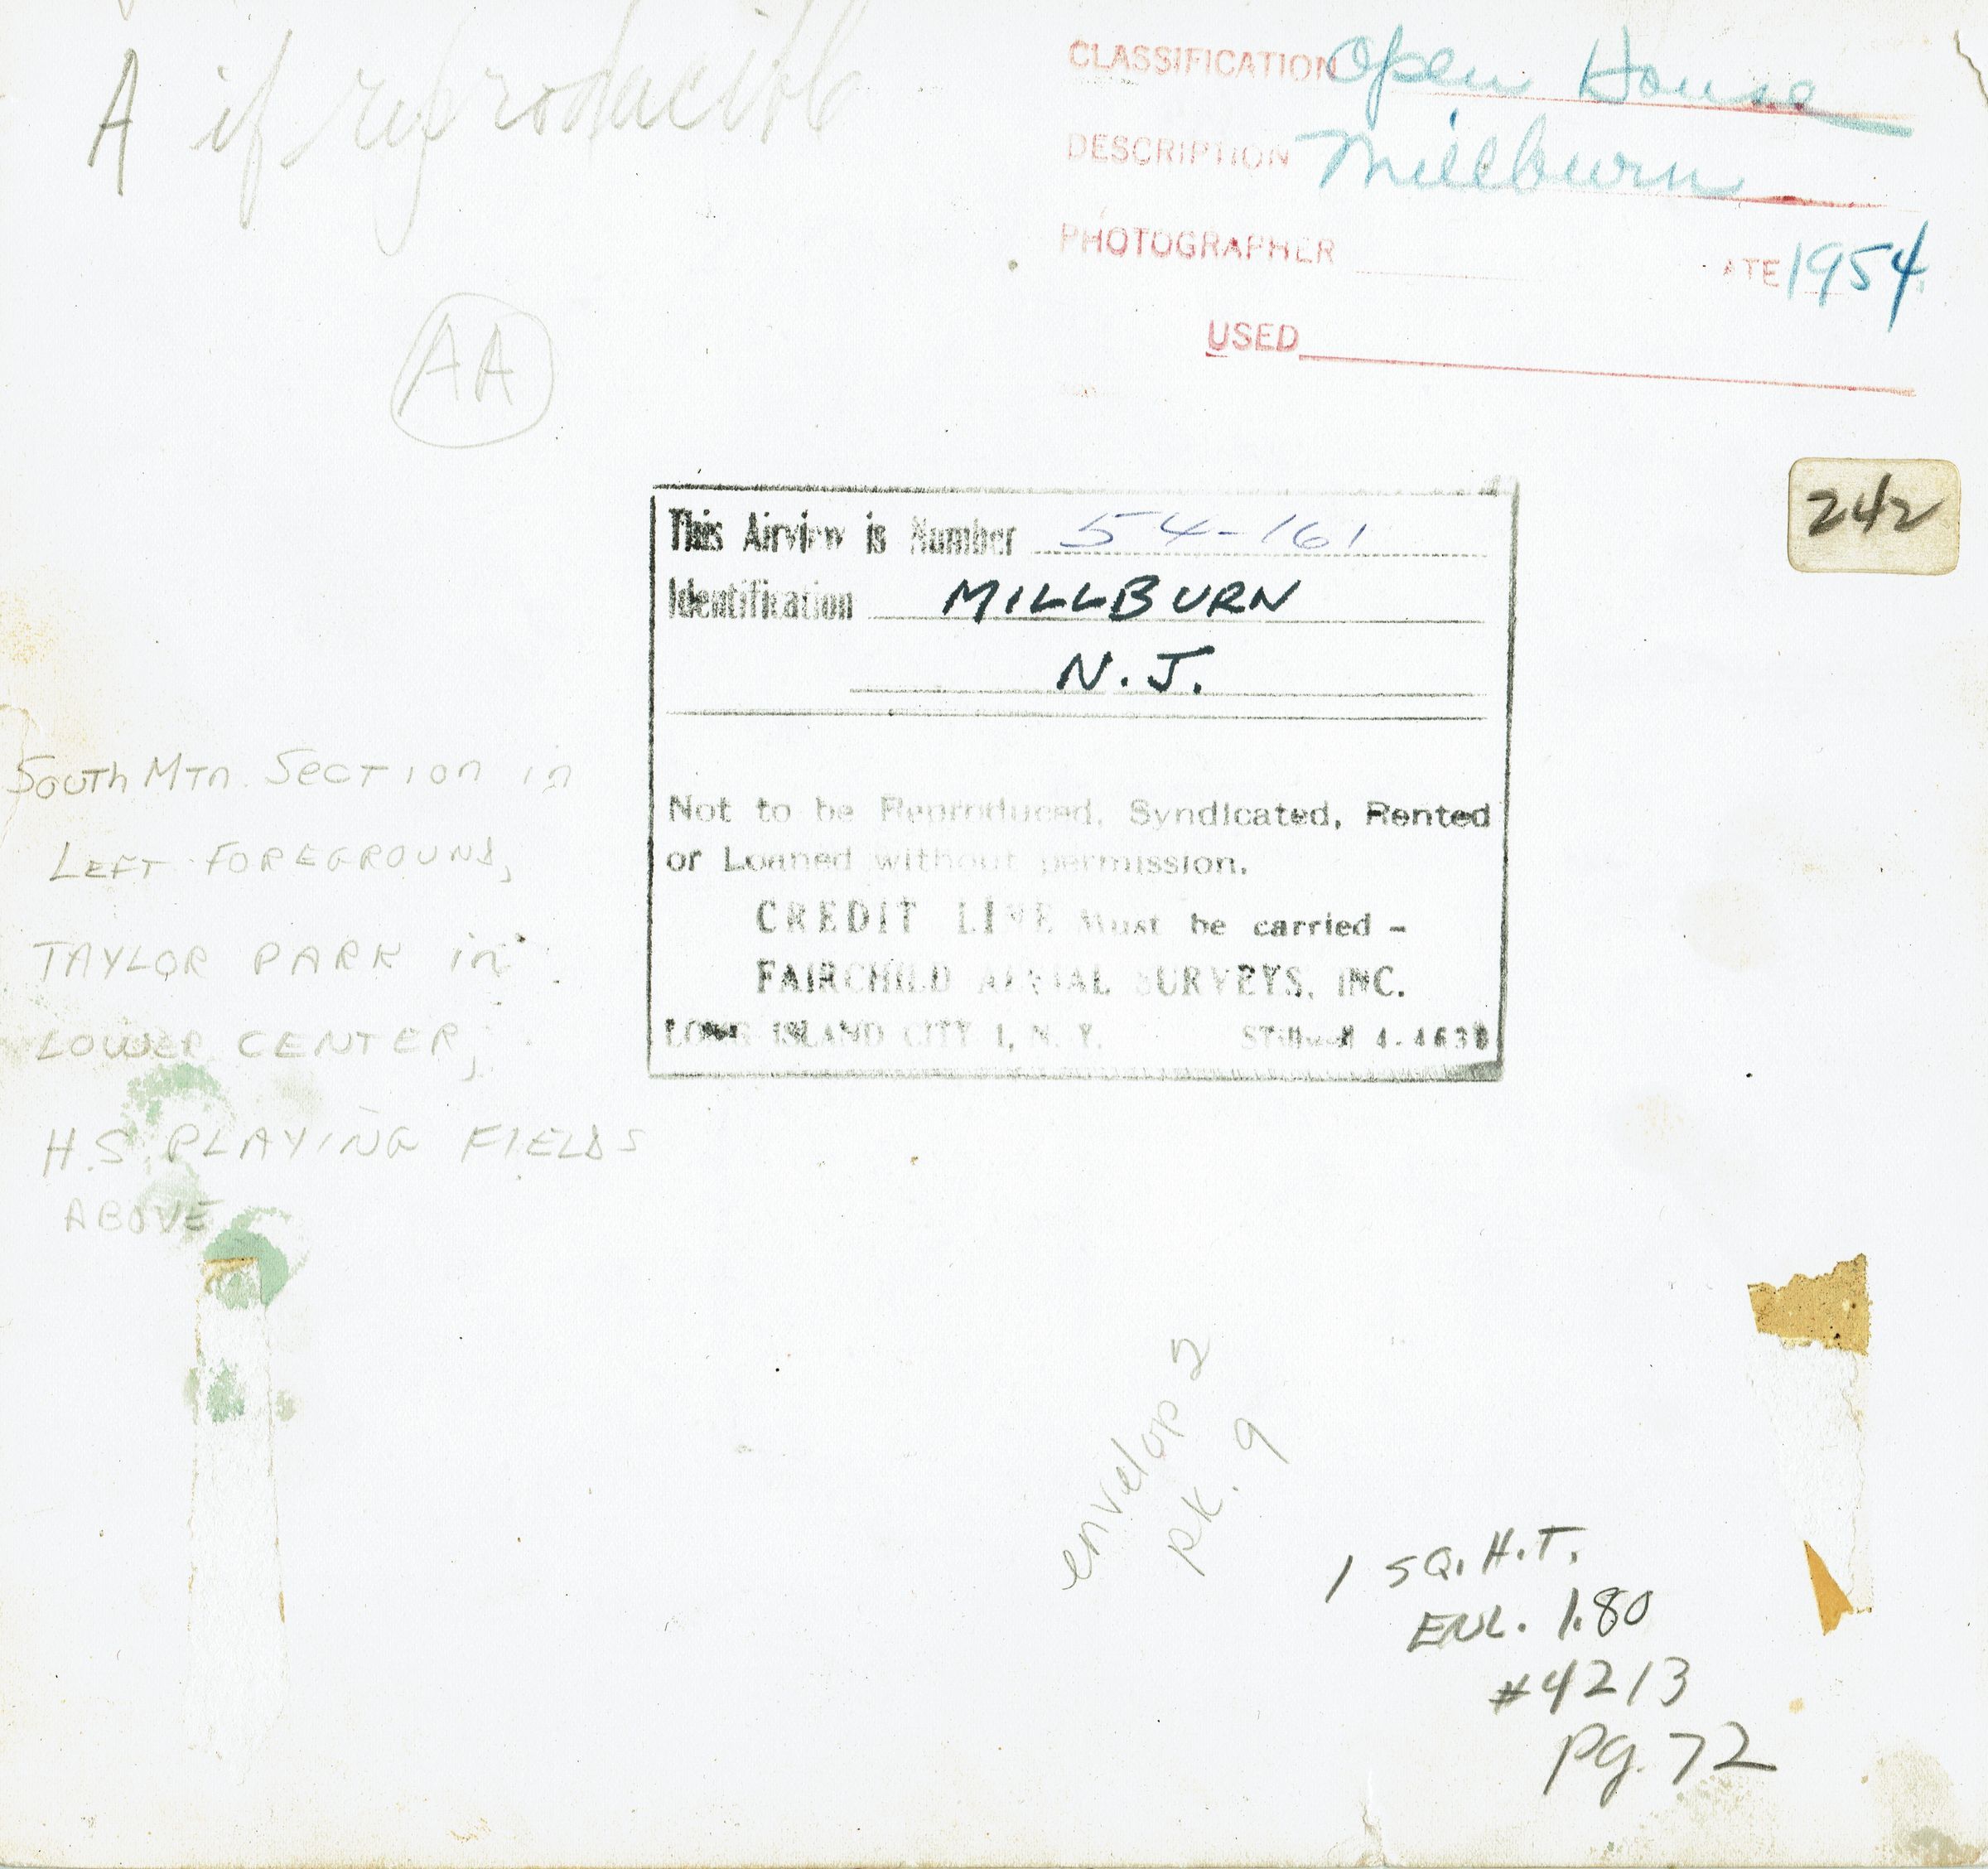 A if reproducible
CLASSIFICATION Open House
DESCRIPTION Millburn
PHOTOGRAPHER ATE 1954
USED
AA
242
This Airview is Number 54-161
Identification MILLBURN
N.J.
Not to be Reproduced, Syndicated, Rented
or Loaned without permission.
CREDIT LINE Must be carried -
FAIRCHILD AERIAL SURVEYS, INC.
LONG ISLAND CITY 1, N. Y. 4-4638
South Mtn. Section in
LEFT FOREGROUND,
TAYLOR PARK in
LOWER CENTER,
H.S. PLAYING FIELDS
ABOVE
envelop 2
pk. 9
1 SQ. H.T.
ENL. 1.80
#4213
pg. 72